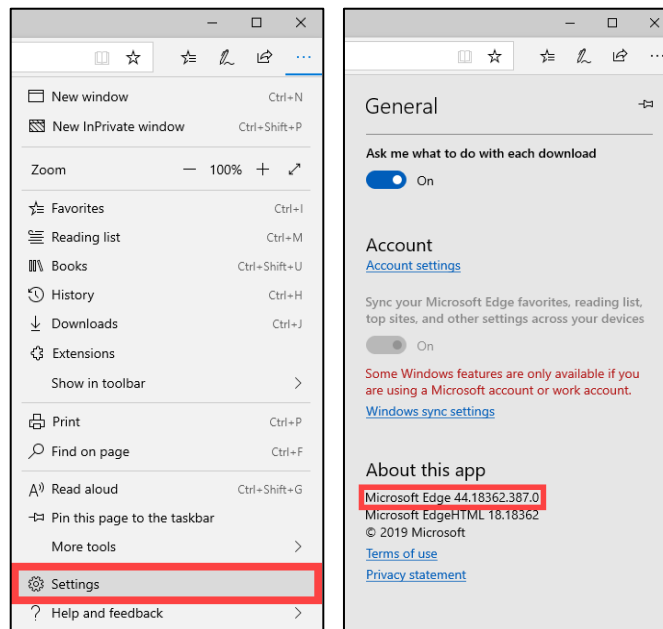 New window Ctrl+N
New InPrivate window Ctrl+Shift+P
Zoom 100%
Favorites Ctrl+I
Reading list Ctrl+M
Books Ctrl+Shift+U
History Ctrl+H
Downloads Ctrl+J
Extensions
Show in toolbar
Print Ctrl+P
Find on page Ctrl+F
Read aloud Ctrl+Shift+G
Pin this page to the taskbar
More tools
Settings
Help and feedback
General
Ask me what to do with each download
On
Account
Account settings
Sync your Microsoft Edge favorites, reading list,
top sites, and other settings across your devices
On
Some Windows features are only available if you
are using a Microsoft account or work account.
Windows sync settings
About this app
Microsoft Edge 44.18362.387.0
Microsoft EdgeHTML 18.18362
© 2019 Microsoft
Terms of use
Privacy statement